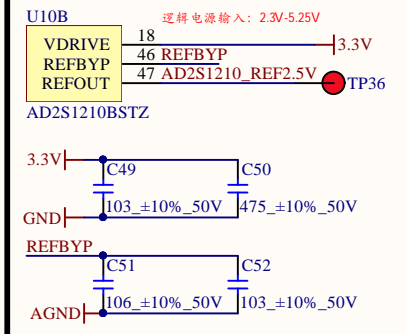 U10B
逻辑电源输入：2.3V-5.25V
VDRIVE 18 3.3V
REFBYP 46 REFBYP
REFOUT 47 AD2S1210_REF2.5V TP36
AD2S1210BSTZ
3.3V C49 C50
GND 103_±10%_50V 475_±10%_50V
REFBYP
C51 C52
AGND 106_±10%_50V 103_±10%_50V